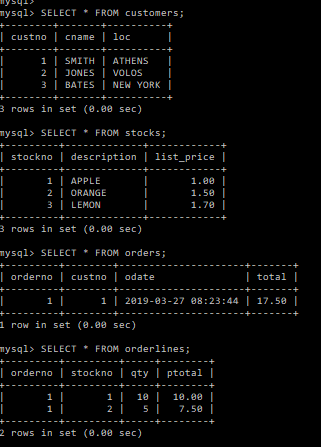 mysql>
mysql> SELECT * FROM customers;
+--------+-------+----------+
| custno | cname | loc      |
+--------+-------+----------+
|      1 | SMITH | ATHENS   |
|      2 | JONES | VOLOS    |
|      3 | BATES | NEW YORK |
+--------+-------+----------+
3 rows in set (0.00 sec)
mysql> SELECT * FROM stocks;
+---------+-------------+------------+
| stockno | description | list_price |
+---------+-------------+------------+
|       1 | APPLE       |       1.00 |
|       2 | ORANGE      |       1.50 |
|       3 | LEMON       |       1.70 |
+---------+-------------+------------+
3 rows in set (0.00 sec)
mysql> SELECT * FROM orders;
+---------+--------+---------------------+-------+
| orderno | custno | odate               | total |
+---------+--------+---------------------+-------+
|       1 |      1 | 2019-03-27 08:23:44 | 17.50 |
+---------+--------+---------------------+-------+
1 row in set (0.00 sec)
mysql> SELECT * FROM orderlines;
+---------+---------+-----+--------+
| orderno | stockno | qty | ptotal |
+---------+---------+-----+--------+
|       1 |       1 |  10 |  10.00 |
|       1 |       2 |   5 |   7.50 |
+---------+---------+-----+--------+
2 rows in set (0.00 sec)